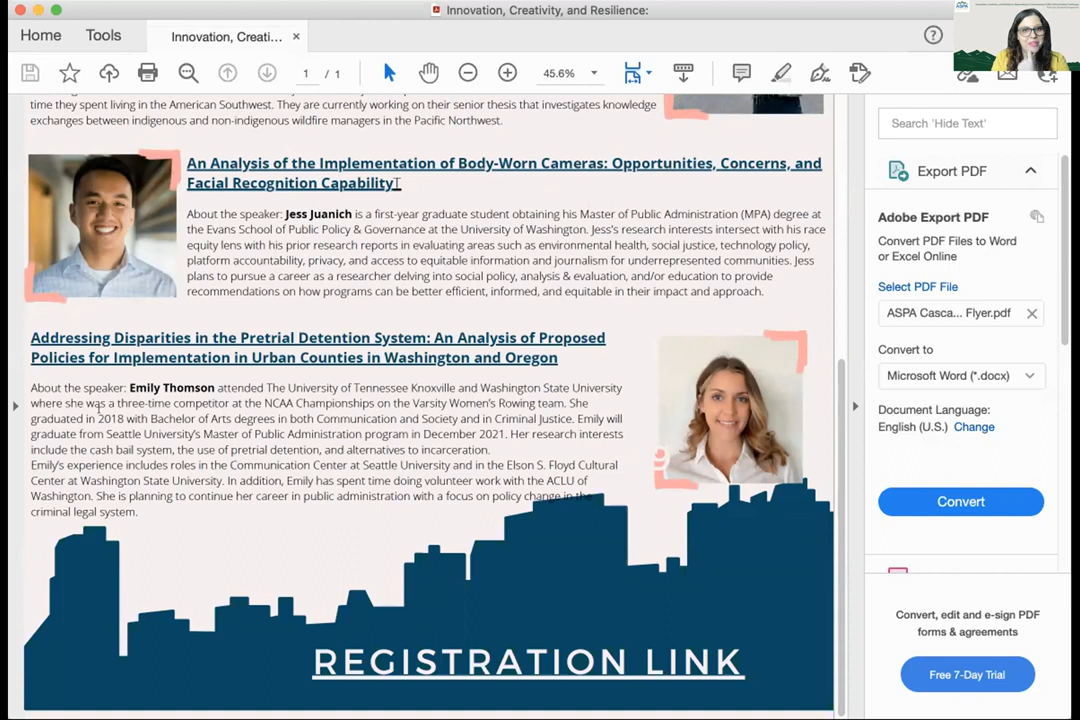 Innovation, Creativity, and Resilience:
Home
Tools
Innovation, Creati... ×
1 / 1
45.6%
time they spent living in the American Southwest. They are currently working on their senior thesis that investigates knowledge
exchanges between indigenous and non-indigenous wildfire managers in the Pacific Northwest.
An Analysis of the Implementation of Body-Worn Cameras: Opportunities, Concerns, and
Facial Recognition Capability
About the speaker: Jess Juanich is a first-year graduate student obtaining his Master of Public Administration (MPA) degree at
the Evans School of Public Policy & Governance at the University of Washington. Jess's research interests intersect with his race
equity lens with his prior research reports in evaluating areas such as environmental health, social justice, technology policy,
platform accountability, privacy, and access to equitable information and journalism for underrepresented communities. Jess
plans to pursue a career as a researcher delving into social policy, analysis & evaluation, and/or education to provide
recommendations on how programs can be better efficient, informed, and equitable in their impact and approach.
Addressing Disparities in the Pretrial Detention System: An Analysis of Proposed
Policies for Implementation in Urban Counties in Washington and Oregon
About the speaker: Emily Thomson attended The University of Tennessee Knoxville and Washington State University
where she was a three-time competitor at the NCAA Championships on the Varsity Women's Rowing team. She
graduated in 2018 with Bachelor of Arts degrees in both Communication and Society and in Criminal Justice. Emily will
graduate from Seattle University's Master of Public Administration program in December 2021. Her research interests
include the cash bail system, the use of pretrial detention, and alternatives to incarceration.
Emily's experience includes roles in the Communication Center at Seattle University and in the Elson S. Floyd Cultural
Center at Washington State University. In addition, Emily has spent time doing volunteer work with the ACLU of
Washington. She is planning to continue her career in public administration with a focus on policy change in the
criminal legal system.
REGISTRATION LINK
Search 'Hide Text'
Export PDF
Adobe Export PDF
Convert PDF Files to Word
or Excel Online
Select PDF File
ASPA Casca... Flyer.pdf
Convert to
Microsoft Word (*.docx)
Document Language:
English (U.S.) Change
Convert
Convert, edit and e-sign PDF
forms & agreements
Free 7-Day Trial
ASPA